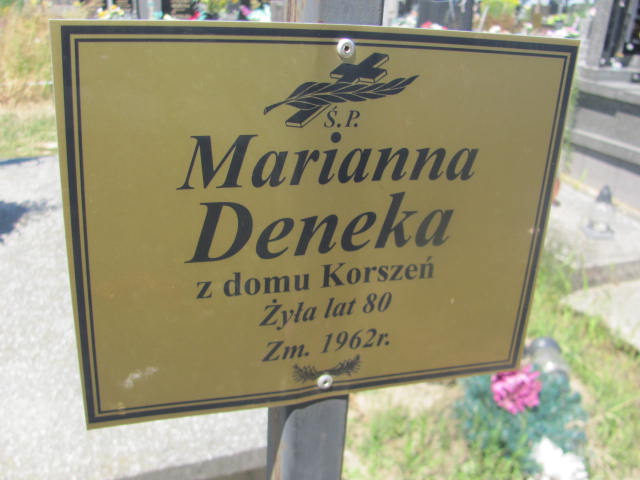 Ś.P.
Marianna
Deneka
z domu Korszeń
Żyła lat 80
Zm. 1962r.